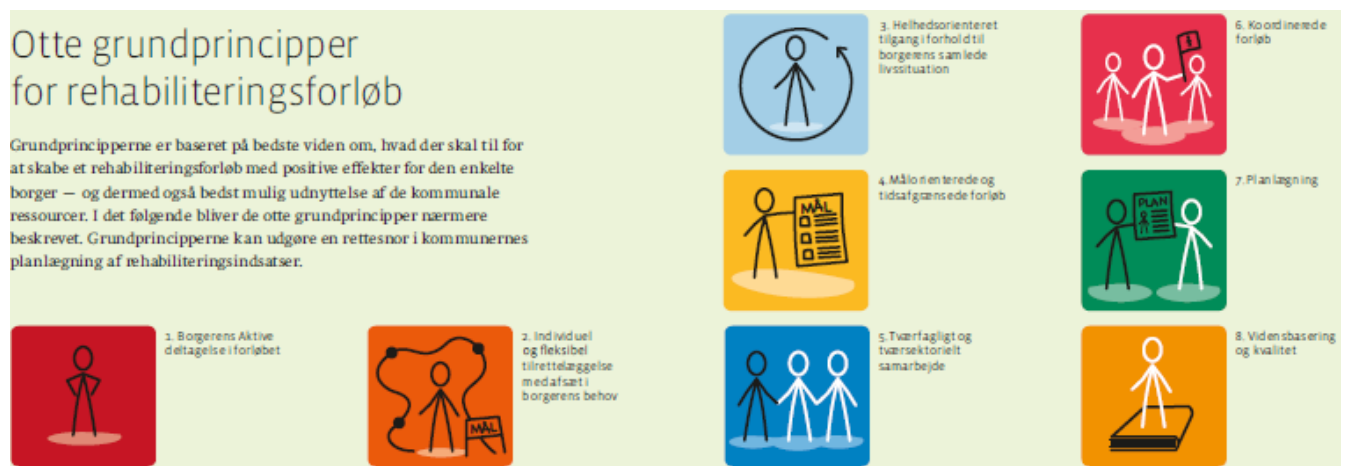 Otte grundprincipper
for rehabiliteringsforløb
Grundprincipperne er baseret på bedste viden om, hvad der skal til for
at skabe et rehabiliteringsforløb med positive effekter for den enkelte
borger — og dermed også bedst mulig udnyttelse af de kommunale
ressourcer. I det følgende bliver de otte grundprincipper nærmere
beskrevet. Grundprincipperne kan udgøre en rettesnor i kommunernes
planlægning af rehabiliteringsindsatser.
1. Borgerens Aktive
deltagelse i forløbet
2. Individuel
og fleksibel
tilrettelæggelse
med afsæt i
borgerens behov
MÅL
3. Helhedsorienteret
tilgang i forhold til
borgerens samlede
livssituation
4. Målorienterede og
tidsafgrænsede forløb
MÅL
5. Tværfagligt og
tværsektorielt
samarbejde
6. Koordinerede
forløb
7. Planlægning
PLAN
8. Vidensbasering
og kvalitet